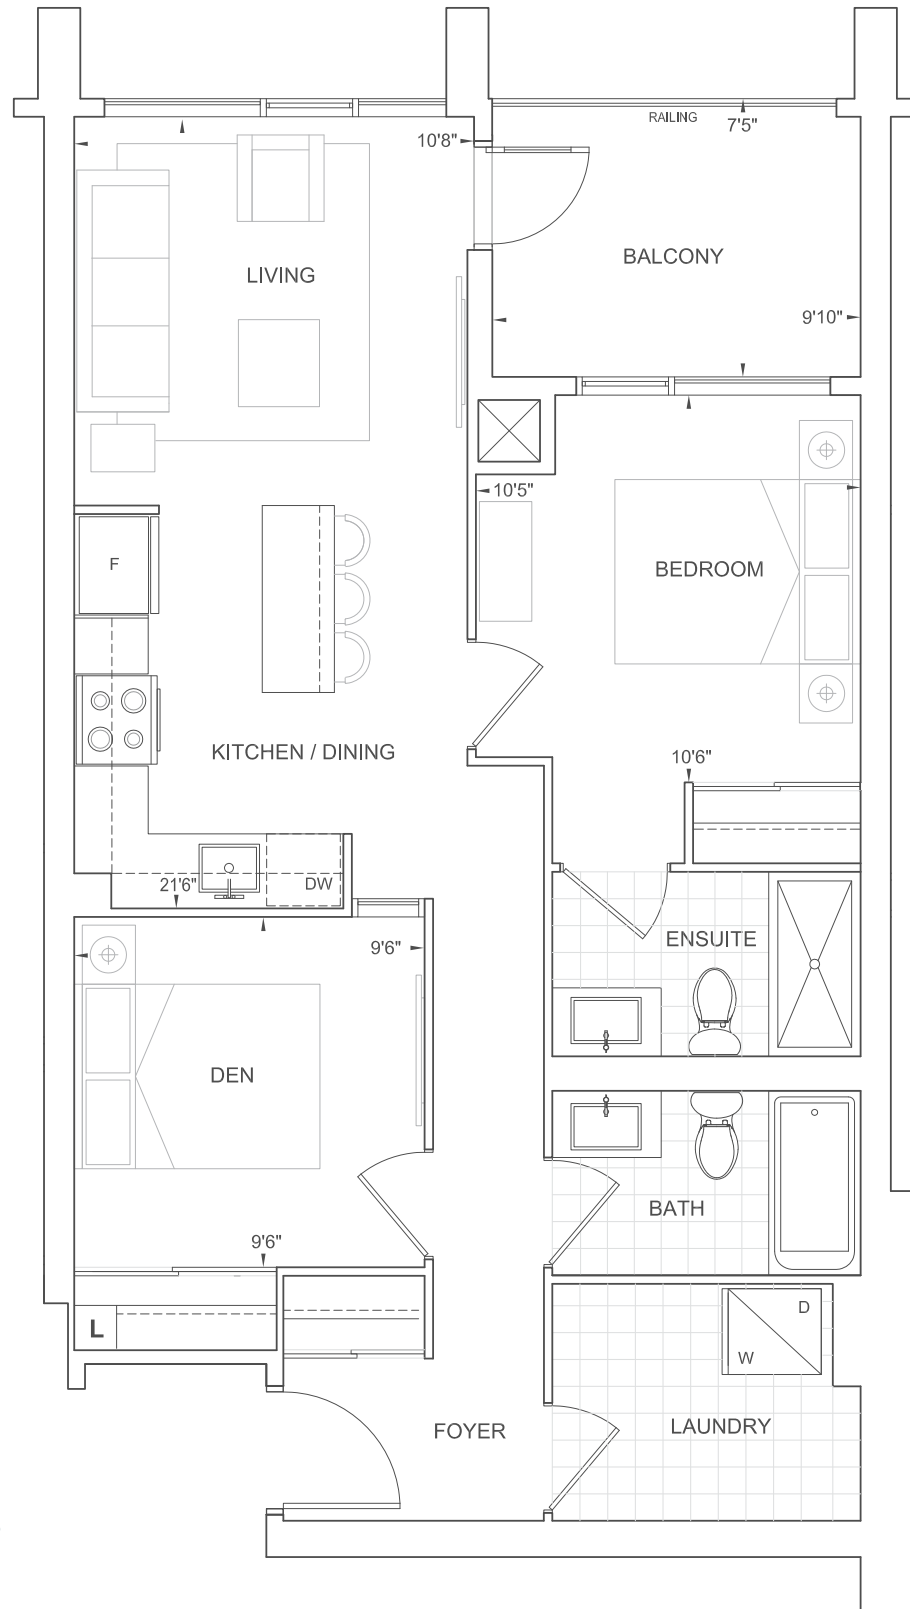 RAILING
7'5"
10'8"
BALCONY
LIVING
9'10"
10'5"
F
BEDROOM
KITCHEN / DINING
10'6"
21'6"
DW
ENSUITE
9'6"
DEN
BATH
9'6"
D
L
W
LAUNDRY
FOYER